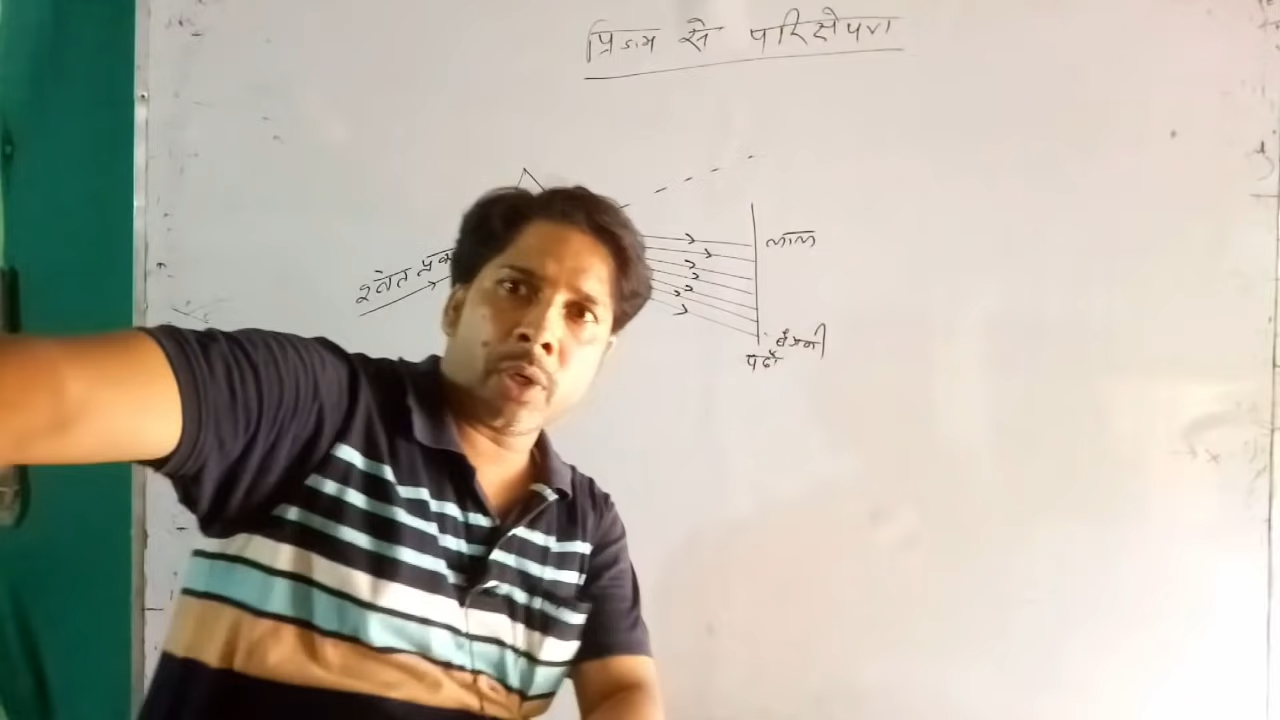 प्रिज्म से परिक्षेपण
श्वेत
लाल
बैंगनी
पर्दा